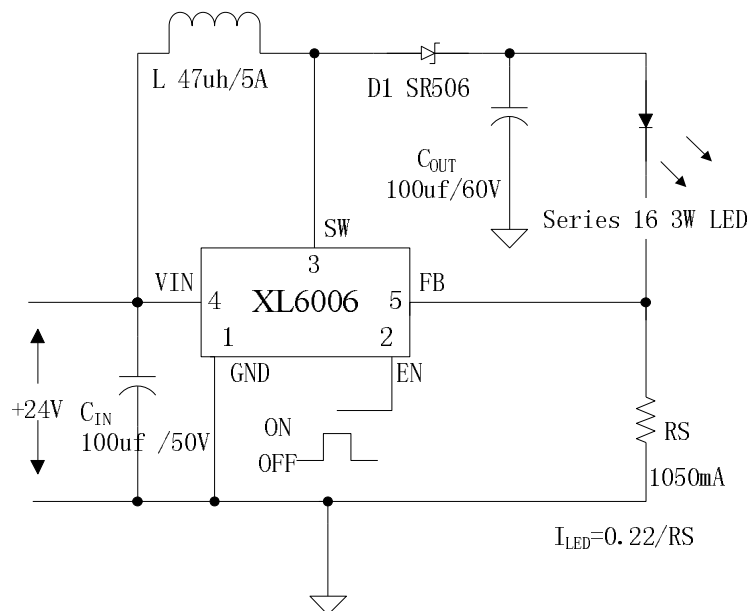 L 47uh/5A
D1 SR506
COUT
100uf/60V
Series 16 3W LED
SW
3
VIN
FB
4 XL6006 5
1 2
GND
EN
+24V
CIN
100uf /50V
ON
OFF
RS
1050mA
ILED=0.22/RS